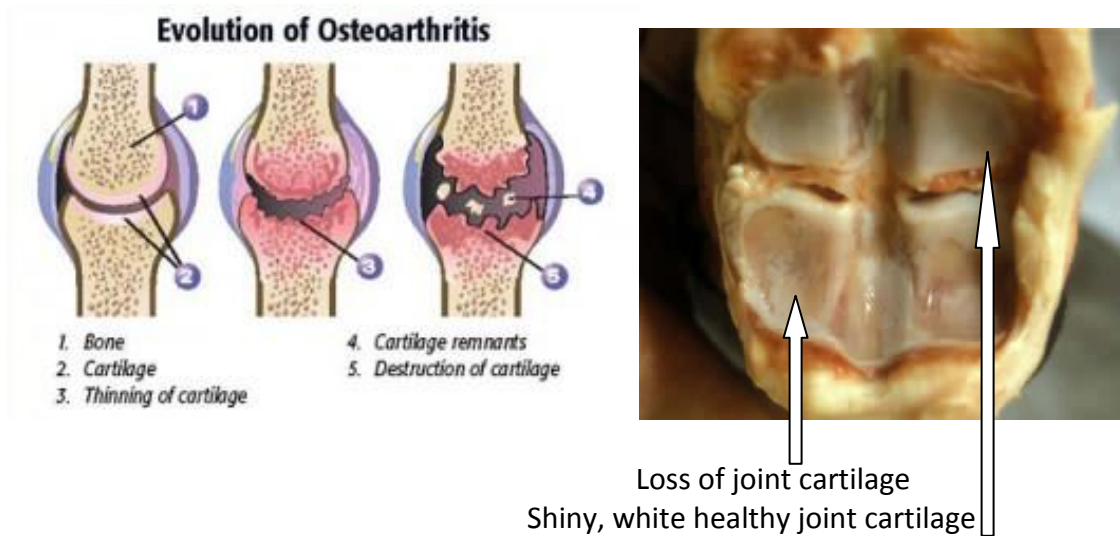 Evolution of Osteoarthritis
1
2
3
4
5
1. Bone
2. Cartilage
3. Thinning of cartilage
4. Cartilage remnants
5. Destruction of cartilage
Loss of joint cartilage
Shiny, white healthy joint cartilage